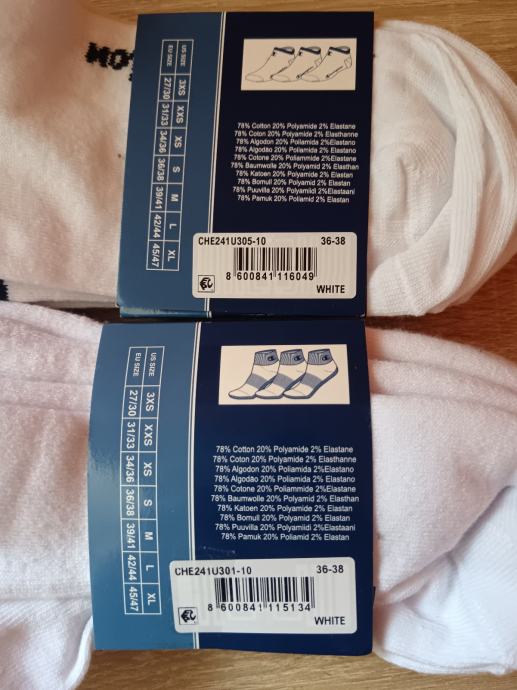 US SIZE 3XS XXS XS S M L XL
EU SIZE 27/30 31/33 34/36 36/38 39/41 42/44 45/47
78% Cotton 20% Polyamide 2% Elastane
78% Coton 20% Polyamide 2% Elasthanne
78% Algodon 20% Poliamida 2%Elastano
78% Algodão 20% Poliamida 2%Elastano
78% Cotone 20% Poliammide 2% Elastane
78% Baumwolle 20% Polyamid 2% Elasthan
78% Katoen 20% Polyamide 2% Elastan
78% Bomull 20% Polyamid 2% Elastan
78% Puuvilla 20% Polyamiidi 2% Elastaani
78% Pamuk 20% Poliamid 2% Elastan
CHE241U305-10 36-38
8 600841 116049
WHITE
US SIZE 3XS XXS XS S M L XL
EU SIZE 27/30 31/33 34/36 36/38 39/41 42/44 45/47
78% Cotton 20% Polyamide 2% Elastane
78% Coton 20% Polyamide 2% Elasthanne
78% Algodon 20% Poliamida 2%Elastano
78% Algodão 20% Poliamida 2%Elastano
78% Cotone 20% Poliammide 2% Elastane
78% Baumwolle 20% Polyamid 2% Elasthan
78% Katoen 20% Polyamide 2% Elastan
78% Bomull 20% Polyamid 2% Elastan
78% Puuvilla 20% Polyamiidi 2% Elastaani
78% Pamuk 20% Poliamid 2% Elastan
CHE241U301-10 36-38
8 600841 115134
WHITE